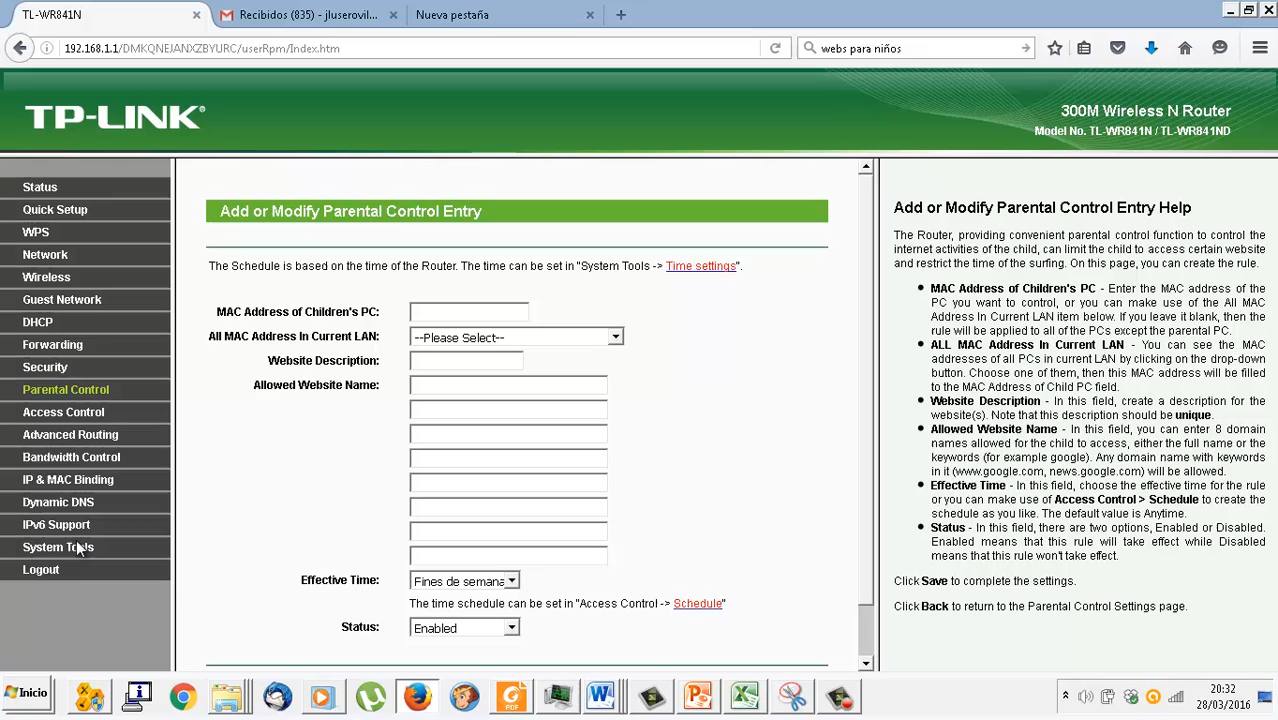 TL-WR841N
Recibidos (835) - jluserovil...
Nueva pestaña
192.168.1.1/DMKQNEJANXZBYURC/userRpm/Index.htm
webs para niños
TP-LINK®
300M Wireless N Router
Model No. TL-WR841N / TL-WR841ND
Status
Quick Setup
WPS
Network
Wireless
Guest Network
DHCP
Forwarding
Security
Parental Control
Access Control
Advanced Routing
Bandwidth Control
IP & MAC Binding
Dynamic DNS
IPv6 Support
System Tools
Logout
Add or Modify Parental Control Entry
The Schedule is based on the time of the Router. The time can be set in "System Tools -> Time settings".
MAC Address of Children's PC:
All MAC Address In Current LAN: --Please Select--
Website Description:
Allowed Website Name:
Effective Time: Fines de semana
The time schedule can be set in "Access Control -> Schedule"
Status: Enabled
Add or Modify Parental Control Entry Help
The Router, providing convenient parental control function to control the
internet activities of the child, can limit the child to access certain website
and restrict the time of the surfing. On this page, you can create the rule.
MAC Address of Children's PC - Enter the MAC address of the
PC you want to control, or you can make use of the All MAC
Address In Current LAN item below. If you leave it blank, then the
rule will be applied to all of the PCs except the parental PC.
ALL MAC Address In Current LAN - You can see the MAC
addresses of all PCs in current LAN by clicking on the drop-down
button. Choose one of them, then this MAC address will be filled
to the MAC Address of Child PC field.
Website Description - In this field, create a description for the
website(s). Note that this description should be unique.
Allowed Website Name - In this field, you can enter 8 domain
names allowed for the child to access, either the full name or the
keywords (for example google). Any domain name with keywords
in it (www.google.com, news.google.com) will be allowed.
Effective Time - In this field, choose the effective time for the rule
or you can make use of Access Control > Schedule to create the
schedule as you like. The default value is Anytime.
Status - In this field, there are two options, Enabled or Disabled.
Enabled means that this rule will take effect while Disabled
means that this rule won't take effect.
Click Save to complete the settings.
Click Back to return to the Parental Control Settings page.
Inicio
PDF
20:32
28/03/2016